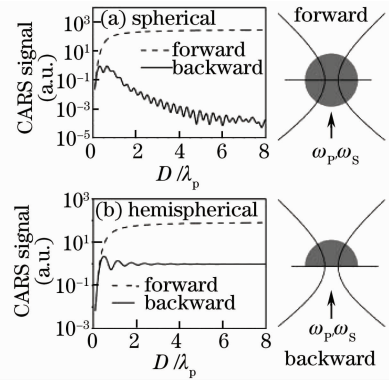 (a) spherical
forward
backward
CARS signal
(a.u.)
10³
10¹
10⁻¹
10⁻³
10⁻⁵
0 2 4 6 8
D/λp
forward
ωP,ωS
(b) hemispherical
forward
backward
CARS signal
(a.u.)
10³
10¹
10⁻¹
10⁻³
0 2 4 6 8
D/λp
ωP,ωS
backward